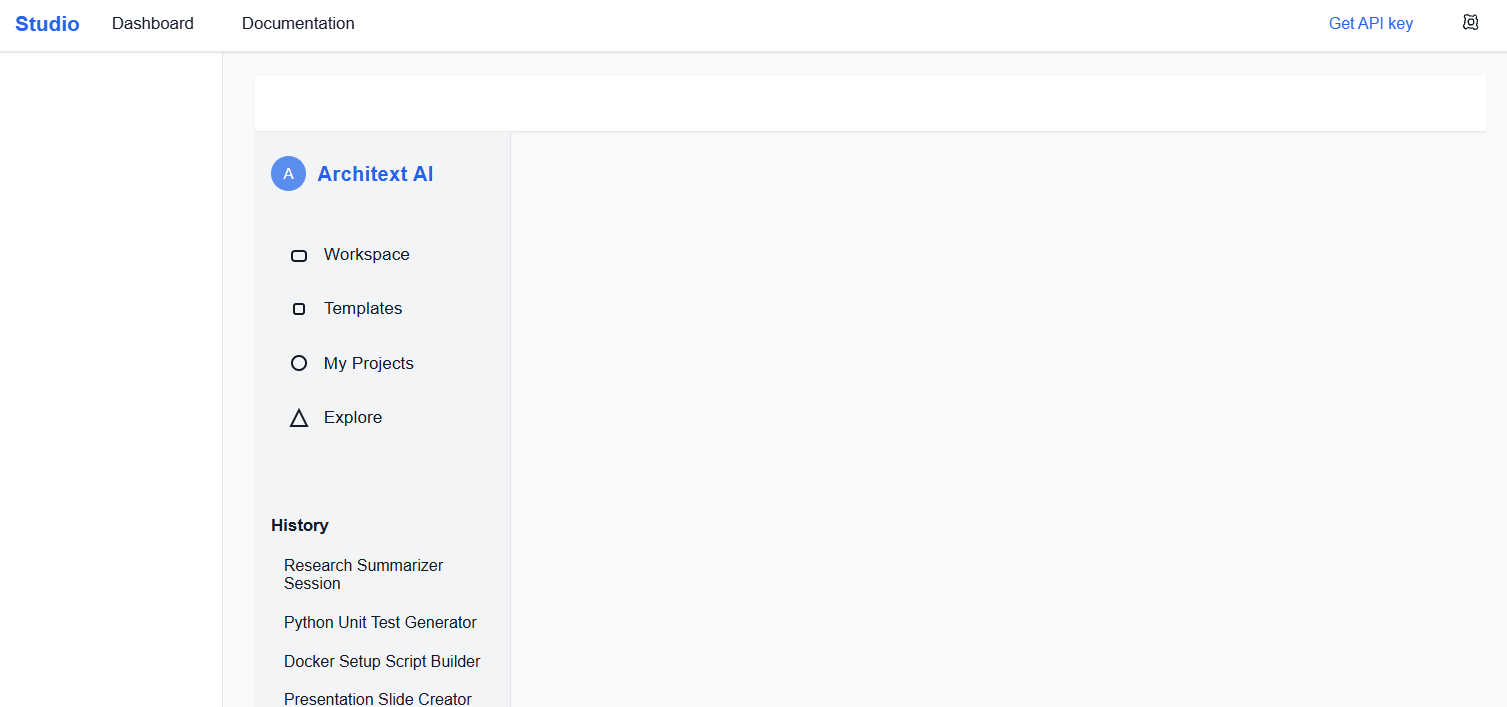 Studio
Dashboard
Documentation
Get API key
A
Architext AI
Workspace
Templates
My Projects
Explore
History
Research Summarizer
Session
Python Unit Test Generator
Docker Setup Script Builder
Presentation Slide Creator